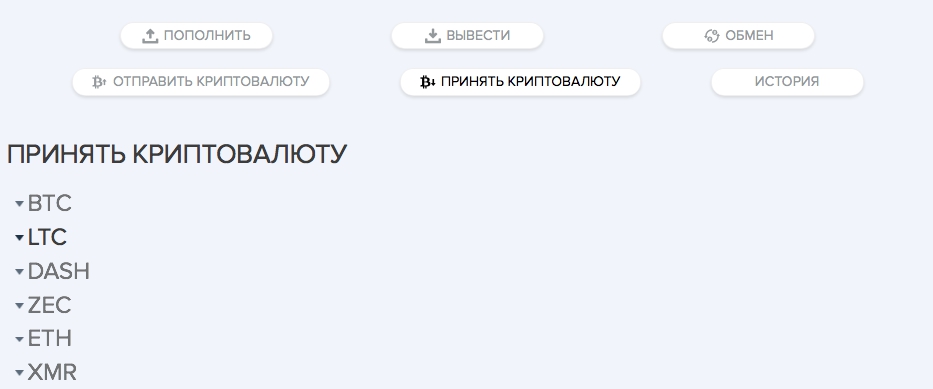 ПОПОЛНИТЬ ВЫВЕСТИ ОБМЕН
ОТПРАВИТЬ КРИПТОВАЛЮТУ ПРИНЯТЬ КРИПТОВАЛЮТУ ИСТОРИЯ
ПРИНЯТЬ КРИПТОВАЛЮТУ
BTC
LTC
DASH
ZEC
ETH
XMR